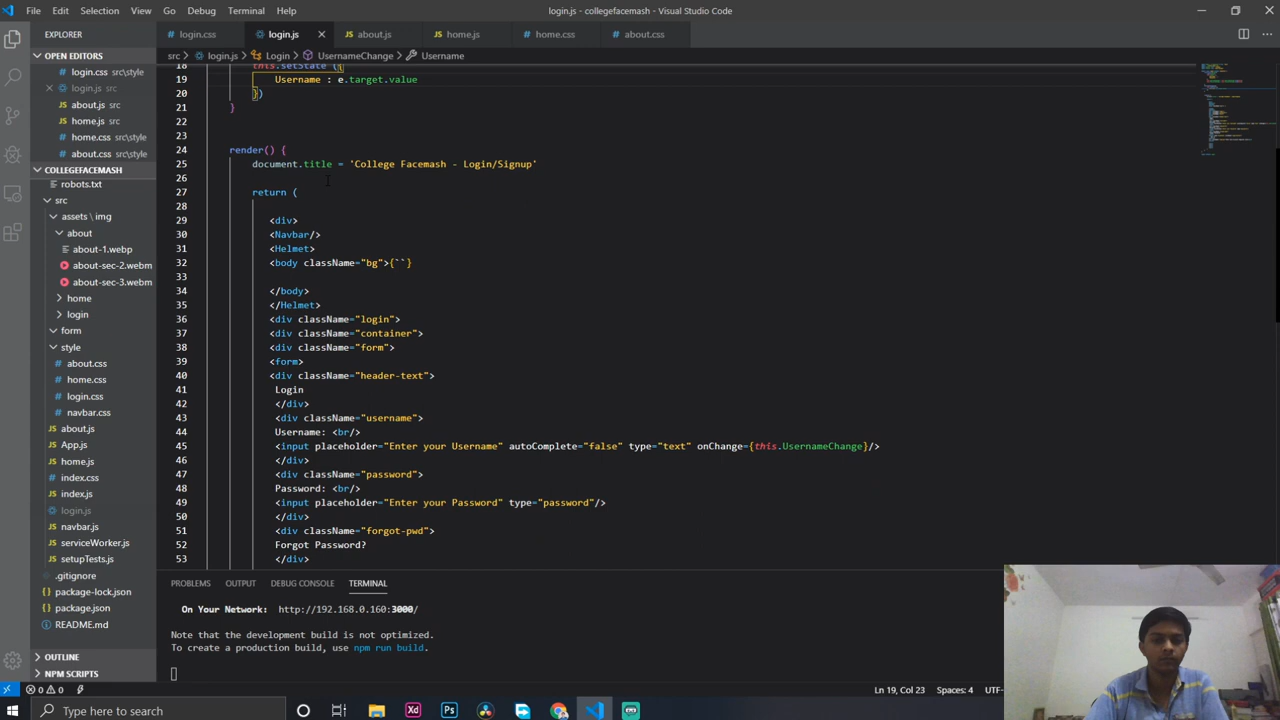 File Edit Selection View Go Debug Terminal Help
login.js - collegefacemash - Visual Studio Code
EXPLORER
login.css login.js about.js home.js home.css about.css
OPEN EDITORS
login.css src\style
login.js src
about.js src
home.js src
home.css src\style
about.css src\style
COLLEGEFACEMASH
robots.txt
src
assets \ img
about
about-1.webp
about-sec-2.webm
about-sec-3.webm
home
login
form
style
about.css
home.css
login.css
navbar.css
about.js
App.js
home.js
index.css
index.js
login.js
navbar.js
serviceWorker.js
setupTests.js
.gitignore
package-lock.json
package.json
README.md
OUTLINE
NPM SCRIPTS
src > login.js > Login > UsernameChange > Username
18 this.setState ({
19 Username : e.target.value
20 })
21 }
22
23
24 render() {
25 document.title = 'College Facemash - Login/Signup'
26
27 return (
28
29 <div>
30 <Navbar/>
31 <Helmet>
32 <body className="bg">{``}
33
34 </body>
35 </Helmet>
36 <div className="login">
37 <div className="container">
38 <div className="form">
39 <form>
40 <div className="header-text">
41 Login
42 </div>
43 <div className="username">
44 Username: <br/>
45 <input placeholder="Enter your Username" autoComplete="false" type="text" onChange={this.UsernameChange}/>
46 </div>
47 <div className="password">
48 Password: <br/>
49 <input placeholder="Enter your Password" type="password"/>
50 </div>
51 <div className="forgot-pwd">
52 Forgot Password?
53 </div>
PROBLEMS OUTPUT DEBUG CONSOLE TERMINAL
On Your Network: http://192.168.0.160:3000/
Note that the development build is not optimized.
To create a production build, use npm run build.
0 0 Ln 19, Col 23 Spaces: 4 UTF-
Type here to search